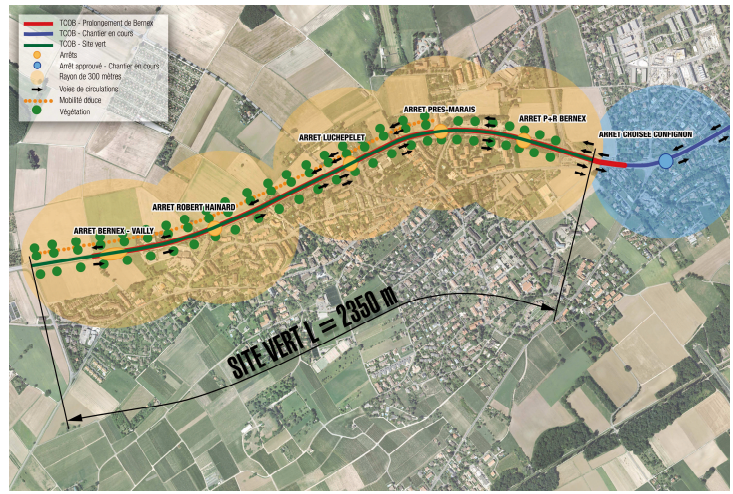 TCOB - Prolongement de Bernex
TCOB - Chantier en cours
TCOB - Site vert
Arrêts
Arrêt approuvé - Chantier en cours
Rayon de 300 mètres
Voies de circulations
Mobilité douce
Végétation
ARRET PRES-MARAIS
ARRET P+R BERNEX
ARRET CROISEE CONFIGNON
ARRET LUCHEPELET
ARRET ROBERT HAINARD
ARRET BERNEX - VAILLY
SITE VERT L = 2350 m